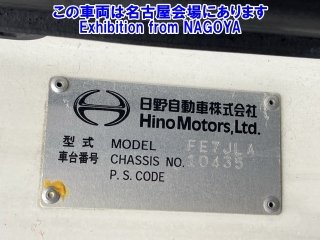 この車両は名古屋会場にあります
Exhibition from NAGOYA
日野自動車株式会社
HinoMotors,Ltd.
型式 MODEL FE7JLA
車台番号 CHASSIS NO. 10435
P.S.CODE